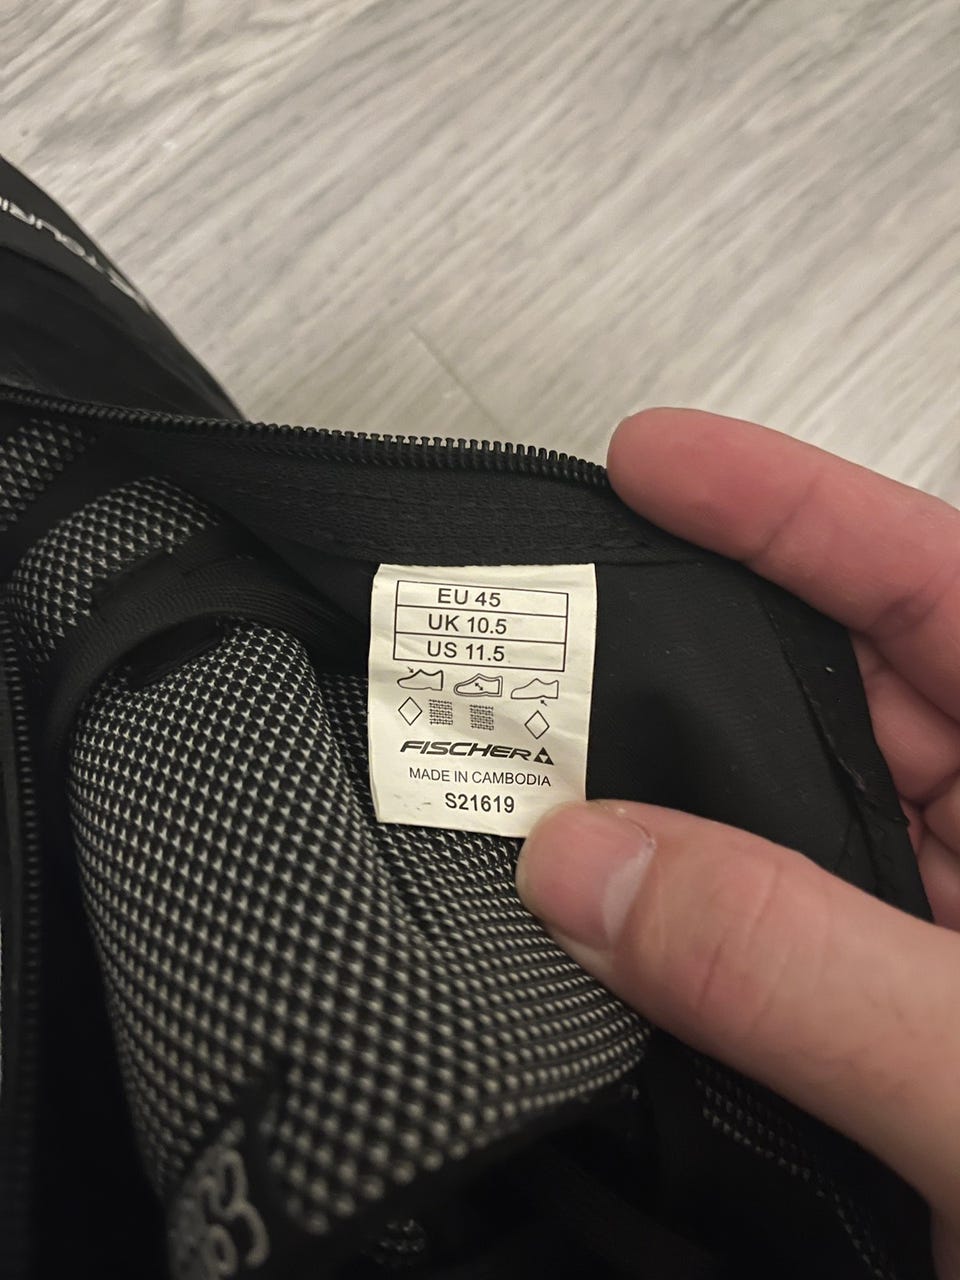 EU 45
UK 10.5
US 11.5
FISCHER
MADE IN CAMBODIA
S21619